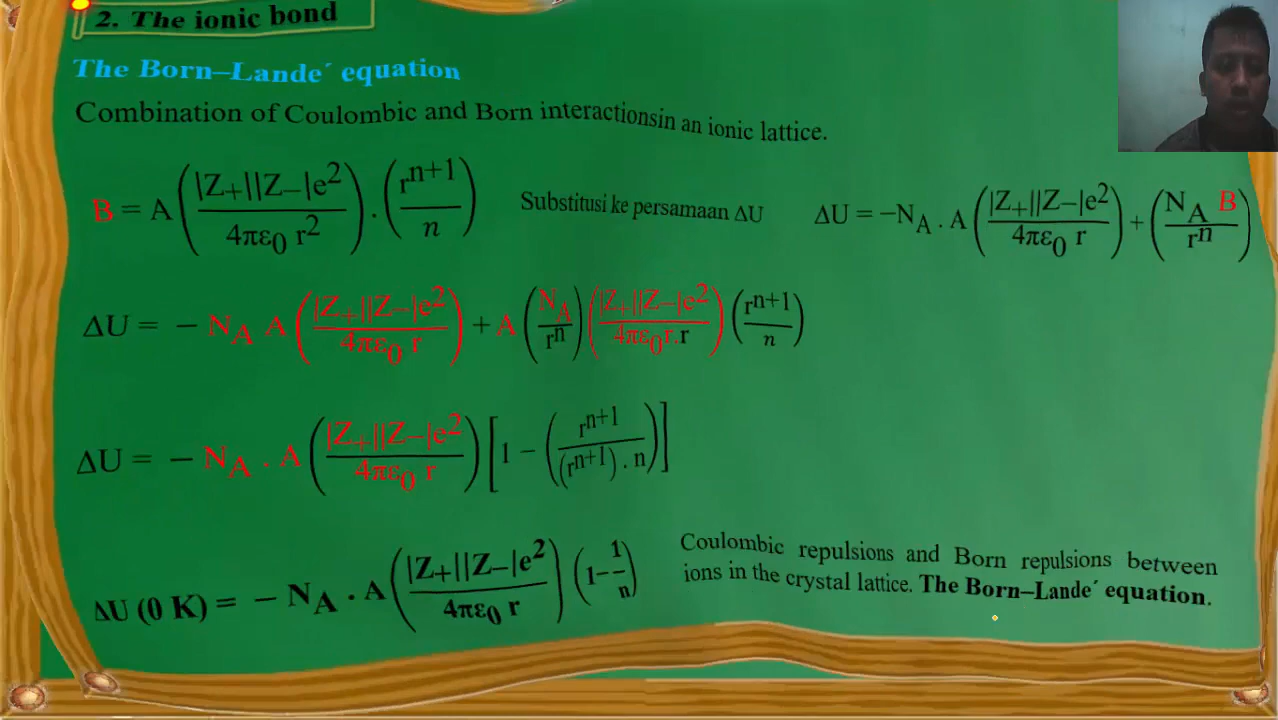 2. The ionic bond
The Born–Lande´ equation
Combination of Coulombic and Born interactionsin an ionic lattice.
B = A (|Z+||Z−|e² / 4πε₀ r²) . (rⁿ⁺¹ / n)
Substitusi ke persamaan ΔU
ΔU = −N_A . A (|Z+||Z−|e² / 4πε₀ r) + (N_A B / rⁿ)
ΔU = − N_A A (|Z₊||Z−|e² / 4πε₀ r) + A (N_A / rⁿ) (|Z₊||Z−|e² / 4πε₀r.r) (rⁿ⁺¹ / n)
ΔU = − N_A . A (|Z₊||Z−|e² / 4πε₀ r) [1 − (rⁿ⁺¹ / (rⁿ⁺¹) . n)]
ΔU (0 K) = − N_A . A (|Z+||Z−|e² / 4πε₀ r) (1− 1/n)
Coulombic repulsions and Born repulsions between
ions in the crystal lattice. The Born–Lande´ equation.